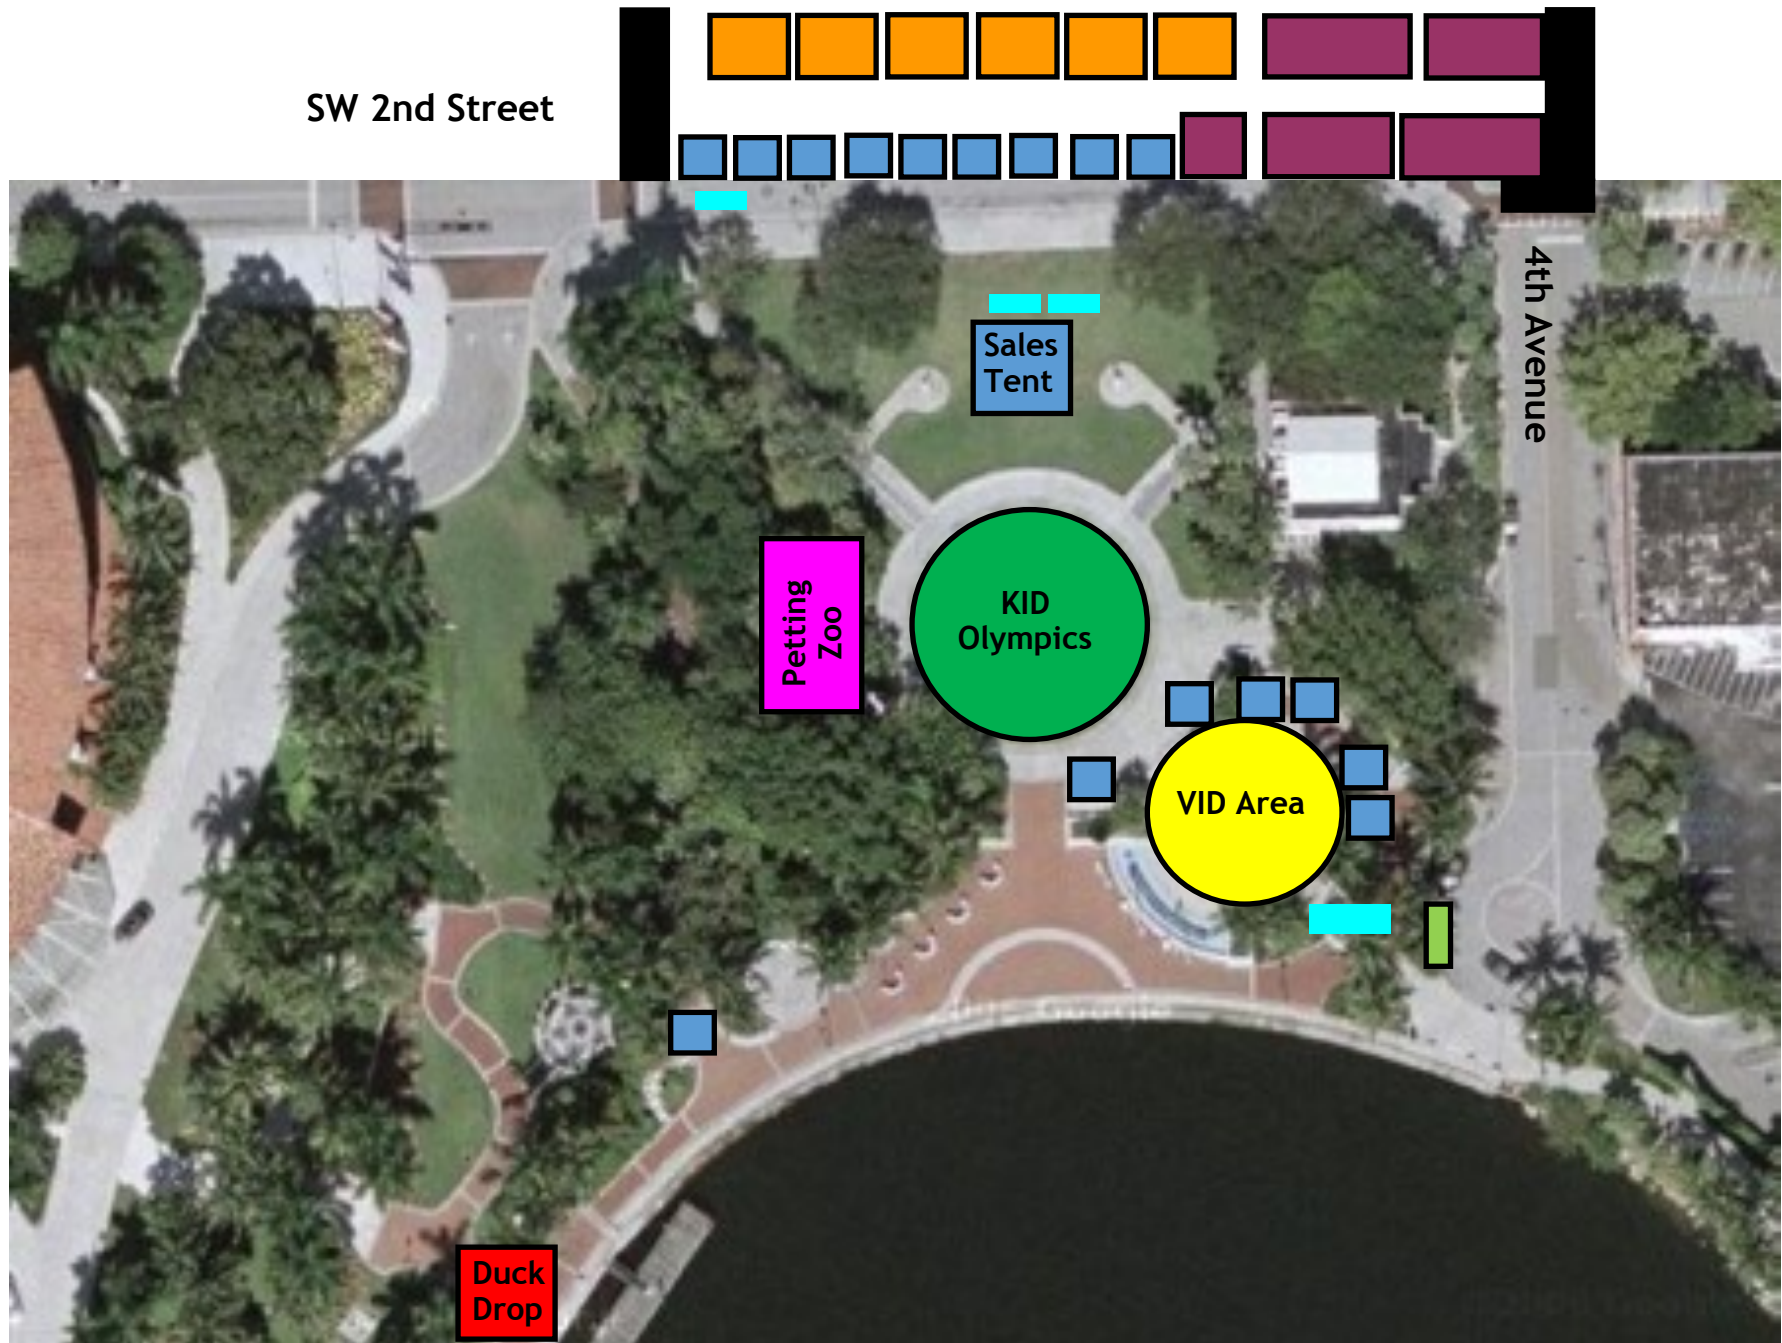 SW 2nd Street
4th Avenue
Sales
Tent
Petting
Zoo
KID
Olympics
VID Area
Duck
Drop